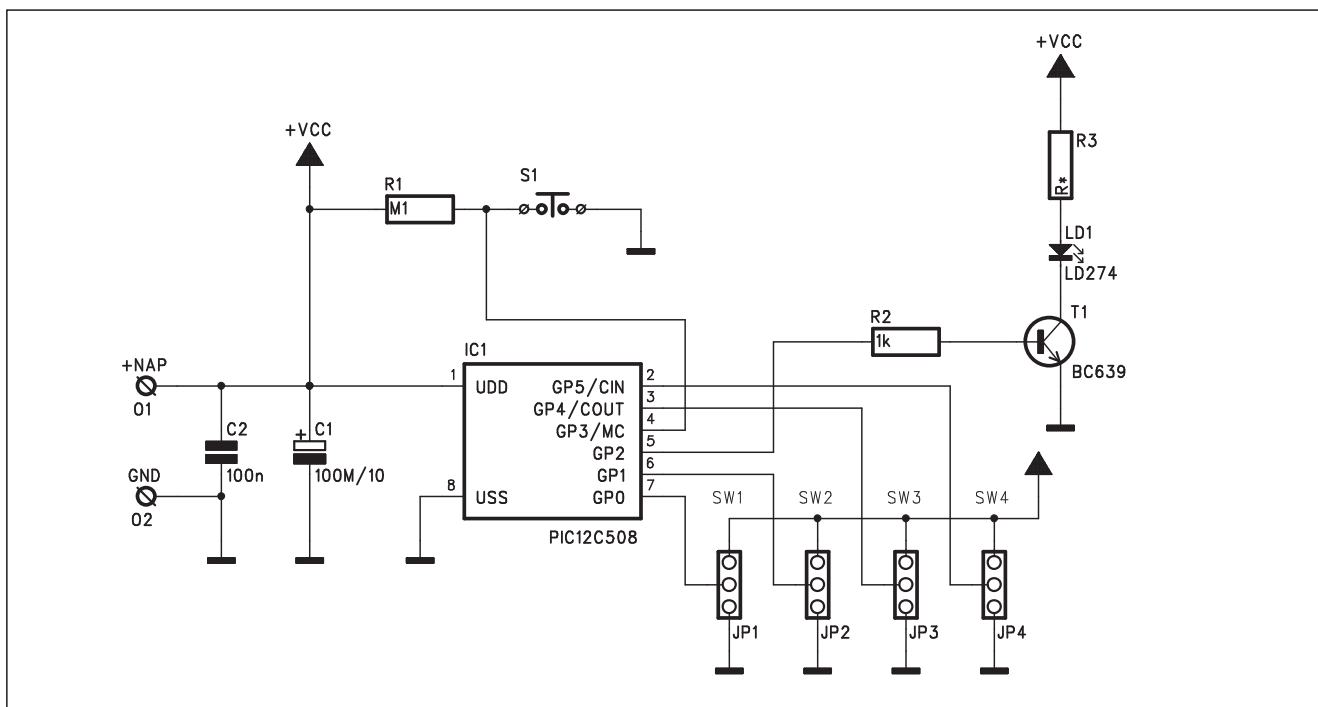 +VCC
R3
R*
+VCC
R1
M1
S1
LD1
LD274
R2
1k
T1
BC639
IC1
+NAP
O1
1
UDD
GP5/CIN
2
GP4/COUT
3
GP3/MC
4
GP2
5
GP1
6
GP0
7
8
USS
PIC12C508
C2
100n
+
C1
100M/10
GND
O2
SW1
SW2
SW3
SW4
JP1
JP2
JP3
JP4